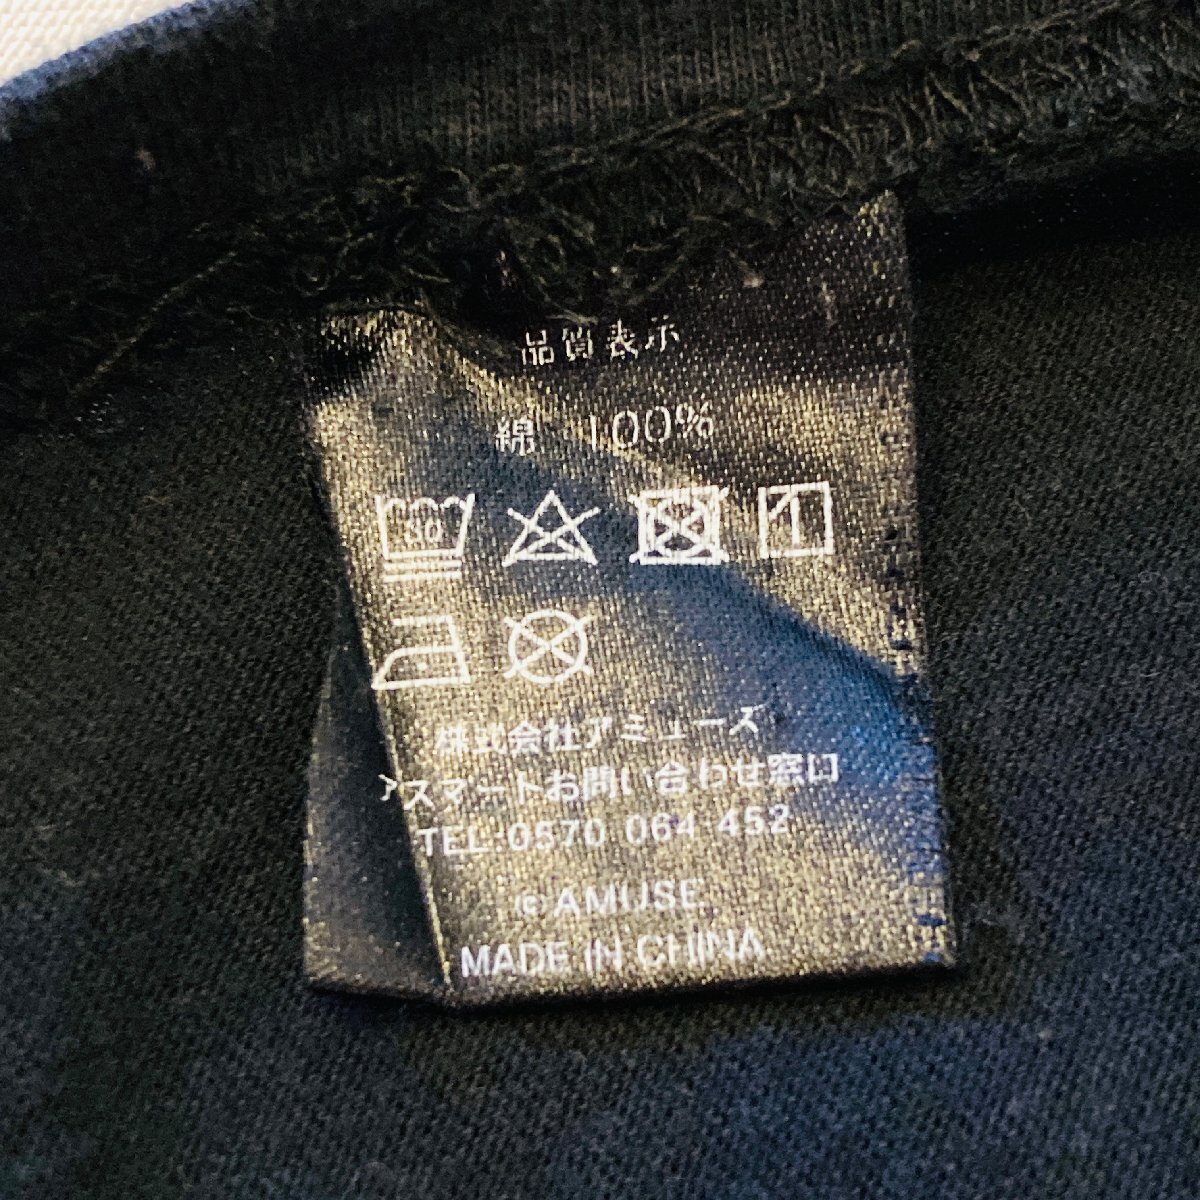 品質表示
綿 100%
30
株式会社アミューズ
アスマートお問い合わせ窓口
TEL:0570 064-452
©AMUSE
MADE IN CHINA